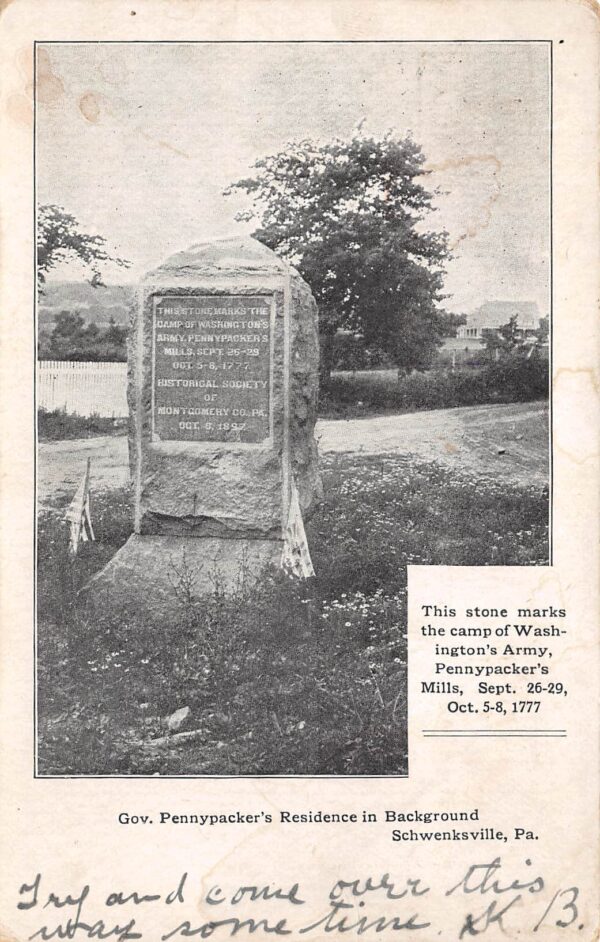 THIS STONE MARKS THE
CAMP OF WASHINGTON'S
ARMY, PENNYPACKER'S
MILLS, SEPT. 26-29
OCT. 5-8, 1777
HISTORICAL SOCIETY
OF
MONTGOMERY CO., PA.
OCT. 6, 1897
This stone marks
the camp of Wash-
ington's Army,
Pennypacker's
Mills, Sept. 26-29,
Oct. 5-8, 1777
Gov. Pennypacker's Residence in Background
Schwenksville, Pa.
Try and come over this
way some time. K. B.